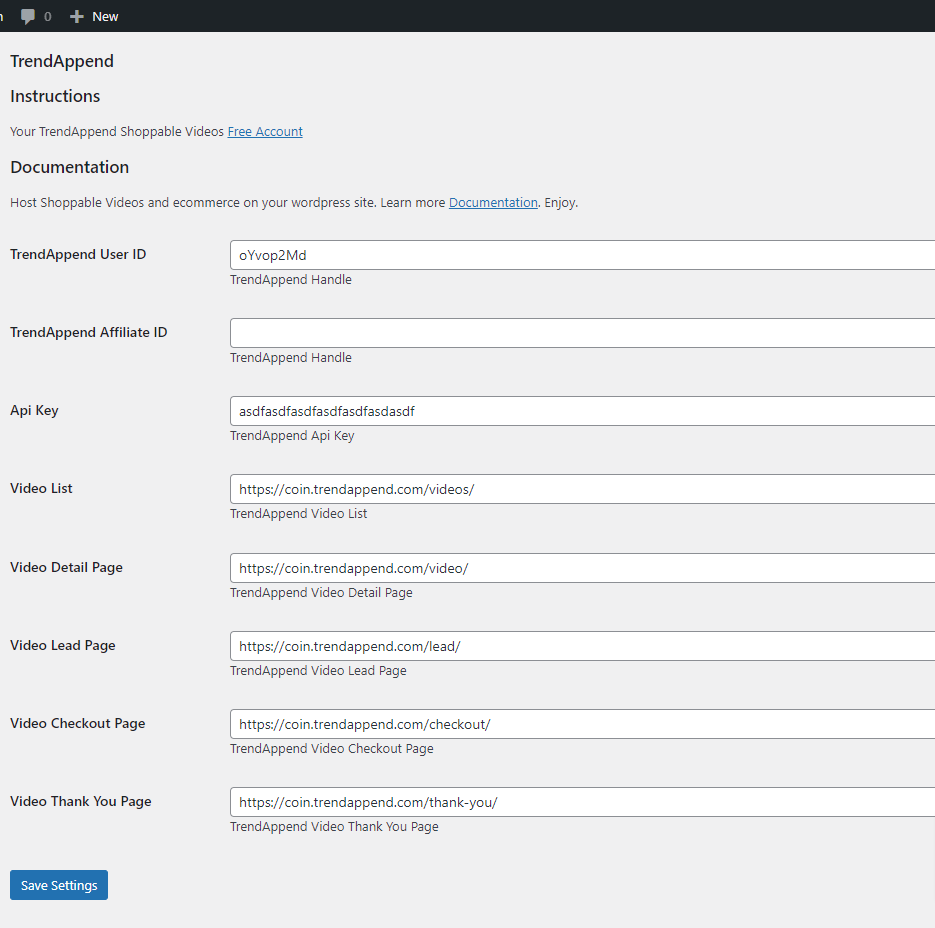 n 0 New
TrendAppend
Instructions
Your TrendAppend Shoppable Videos Free Account
Documentation
Host Shoppable Videos and ecommerce on your wordpress site. Learn more Documentation. Enjoy.
TrendAppend User ID
oYvop2Md
TrendAppend Handle
TrendAppend Affiliate ID
TrendAppend Handle
Api Key
asdfasdfasdfasdfasdfasdasdf
TrendAppend Api Key
Video List
https://coin.trendappend.com/videos/
TrendAppend Video List
Video Detail Page
https://coin.trendappend.com/video/
TrendAppend Video Detail Page
Video Lead Page
https://coin.trendappend.com/lead/
TrendAppend Video Lead Page
Video Checkout Page
https://coin.trendappend.com/checkout/
TrendAppend Video Checkout Page
Video Thank You Page
https://coin.trendappend.com/thank-you/
TrendAppend Video Thank You Page
Save Settings